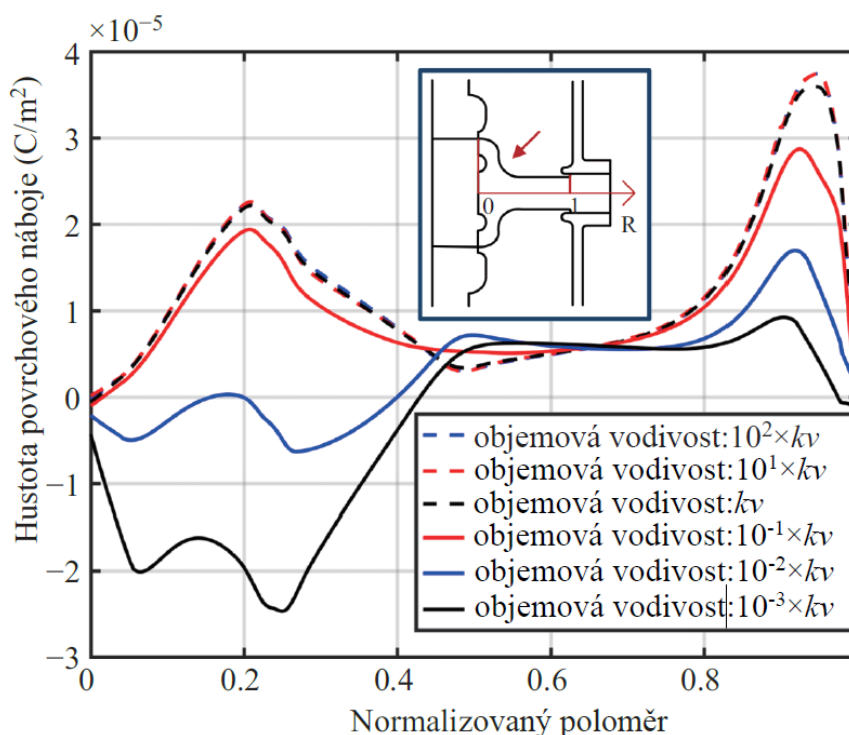 ×10⁻⁵
Hustota povrchového náboje (C/m²)
4
3
2
1
0
−1
−2
−3
0
1
R
objemová vodivost:10²×kv
objemová vodivost:10¹×kv
objemová vodivost:kv
objemová vodivost:10⁻¹×kv
objemová vodivost:10⁻²×kv
objemová vodivost:10⁻³×kv
0 0.2 0.4 0.6 0.8
Normalizovaný poloměr